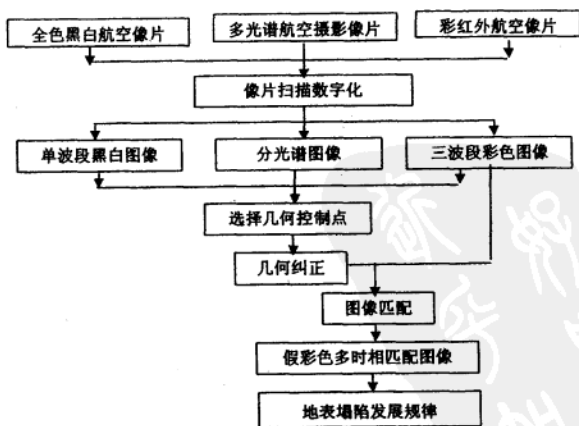 全色黑白航空像片
多光谱航空摄影像片
彩红外航空像片
像片扫描数字化
单波段黑白图像
分光谱图像
三波段彩色图像
选择几何控制点
几何纠正
图像匹配
假彩色多时相匹配图像
地表塌陷发展规律